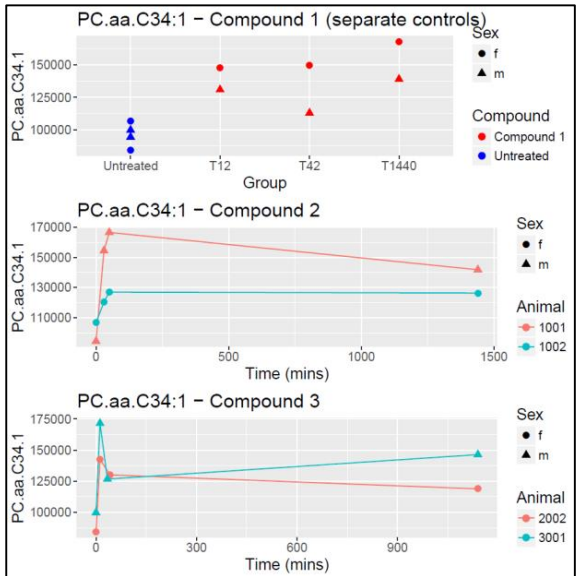 PC.aa.C34:1 − Compound 1 (separate controls)
PC.aa.C34.1
150000
125000
100000
Untreated T12 T42 T1440
Group
Sex
f
m
Compound
Compound 1
Untreated
PC.aa.C34:1 − Compound 2
PC.aa.C34.1
170000
150000
130000
110000
0 500 1000 1500
Time (mins)
Sex
f
m
Animal
1001
1002
PC.aa.C34:1 − Compound 3
PC.aa.C34.1
175000
150000
125000
100000
0 300 600 900
Time (mins)
Sex
f
m
Animal
2002
3001